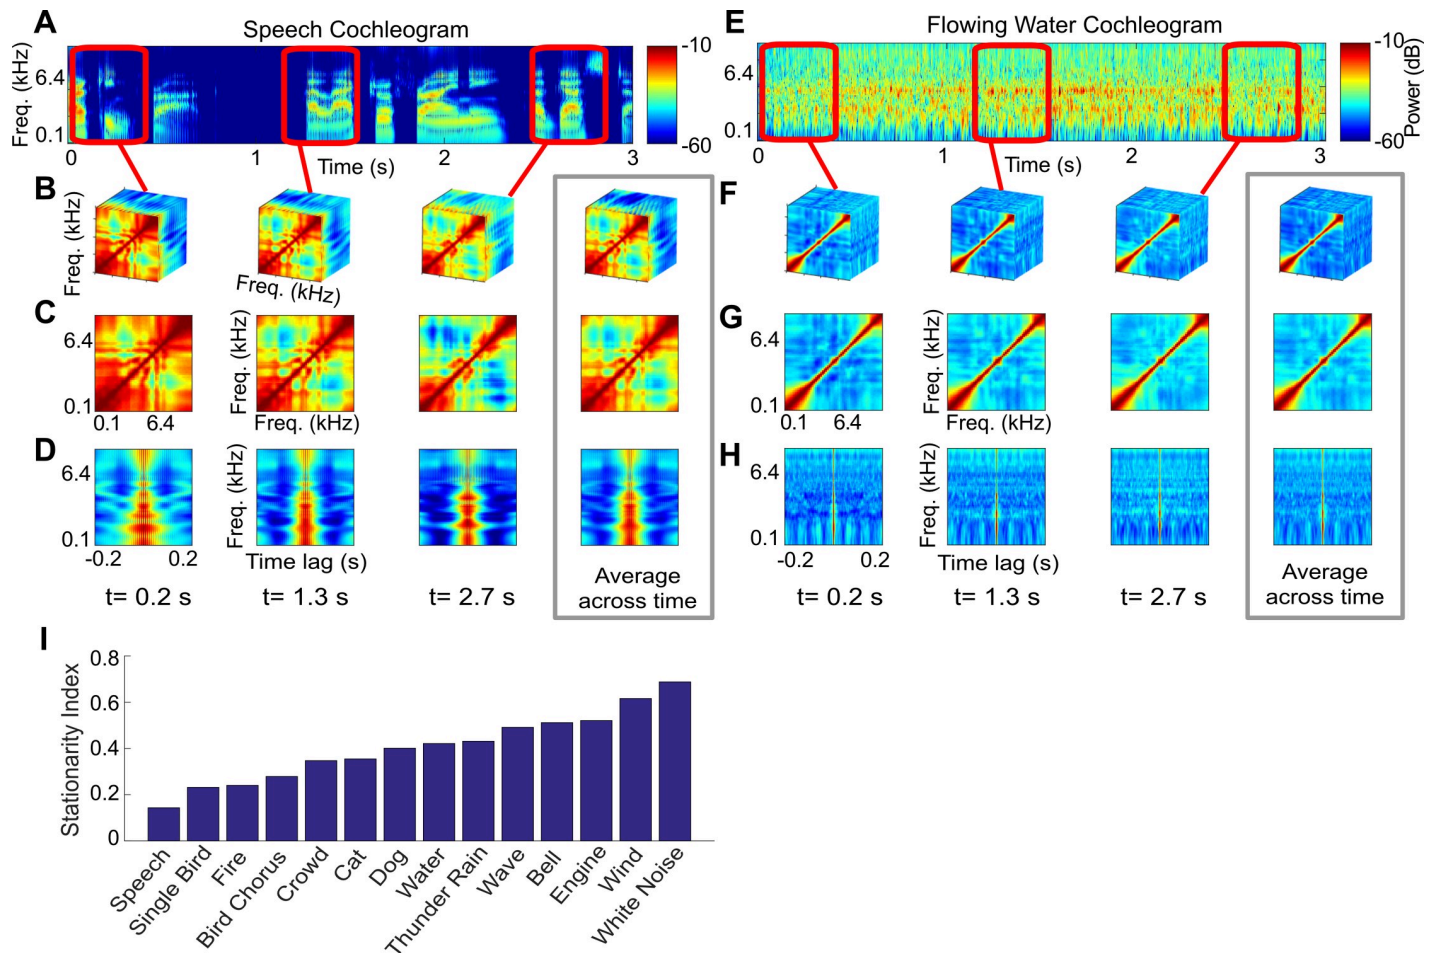 A
Speech Cochleogram
Freq. (kHz)
6.4
0.1
0
1
2
3
Time (s)
-10
-60
E
Flowing Water Cochleogram
6.4
0.1
0
1
2
3
Time (s)
-10
-60
Power (dB)
B
Freq. (kHz)
Freq. (kHz)
F
C
6.4
0.1
0.1 6.4
Freq. (kHz)
Freq. (kHz)
G
6.4
0.1
0.1 6.4
Freq. (kHz)
Freq. (kHz)
D
6.4
0.1
-0.2 0.2
Freq. (kHz)
Time lag (s)
t= 0.2 s
t= 1.3 s
t= 2.7 s
Average
across time
H
6.4
0.1
-0.2 0.2
Freq. (kHz)
Time lag (s)
t= 0.2 s
t= 1.3 s
t= 2.7 s
Average
across time
I
Stationarity Index
0.8
0.6
0.4
0.2
0
Speech
Single Bird
Fire
Bird Chorus
Crowd
Cat
Dog
Water
Thunder Rain
Wave
Bell
Engine
Wind
White Noise